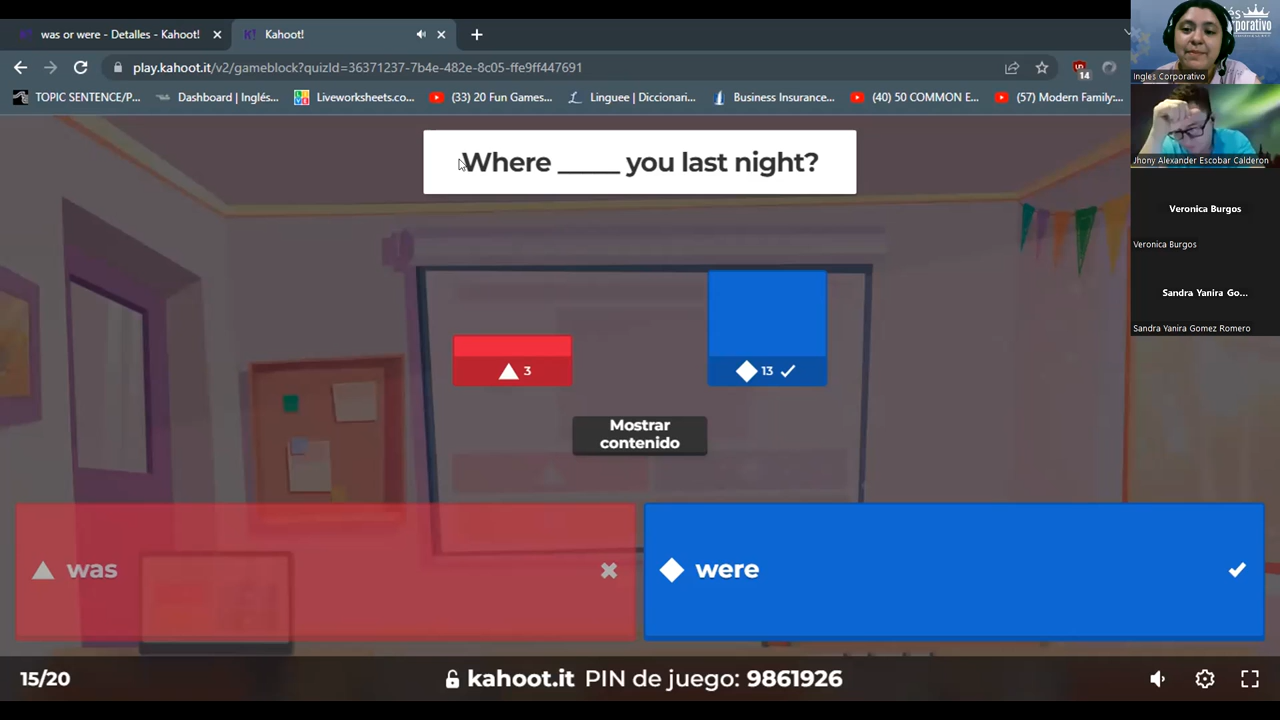 was or were - Detalles - Kahoot!
Kahoot!
play.kahoot.it/v2/gameblock?quizId=36371237-7b4e-482e-8c05-ffe9ff447691
14
TOPIC SENTENCE/P...
Dashboard | Inglés...
Liveworksheets.co...
(33) 20 Fun Games...
Linguee | Diccionari...
Business Insurance...
(40) 50 COMMON E...
(57) Modern Family:...
Ingles Corporativo
Jhony Alexander Escobar Calderon
Veronica Burgos
Veronica Burgos
Sandra Yanira Go...
Sandra Yanira Gomez Romero
Where _____ you last night?
3
13
Mostrar
contenido
was
were
15/20
kahoot.it PIN de juego: 9861926